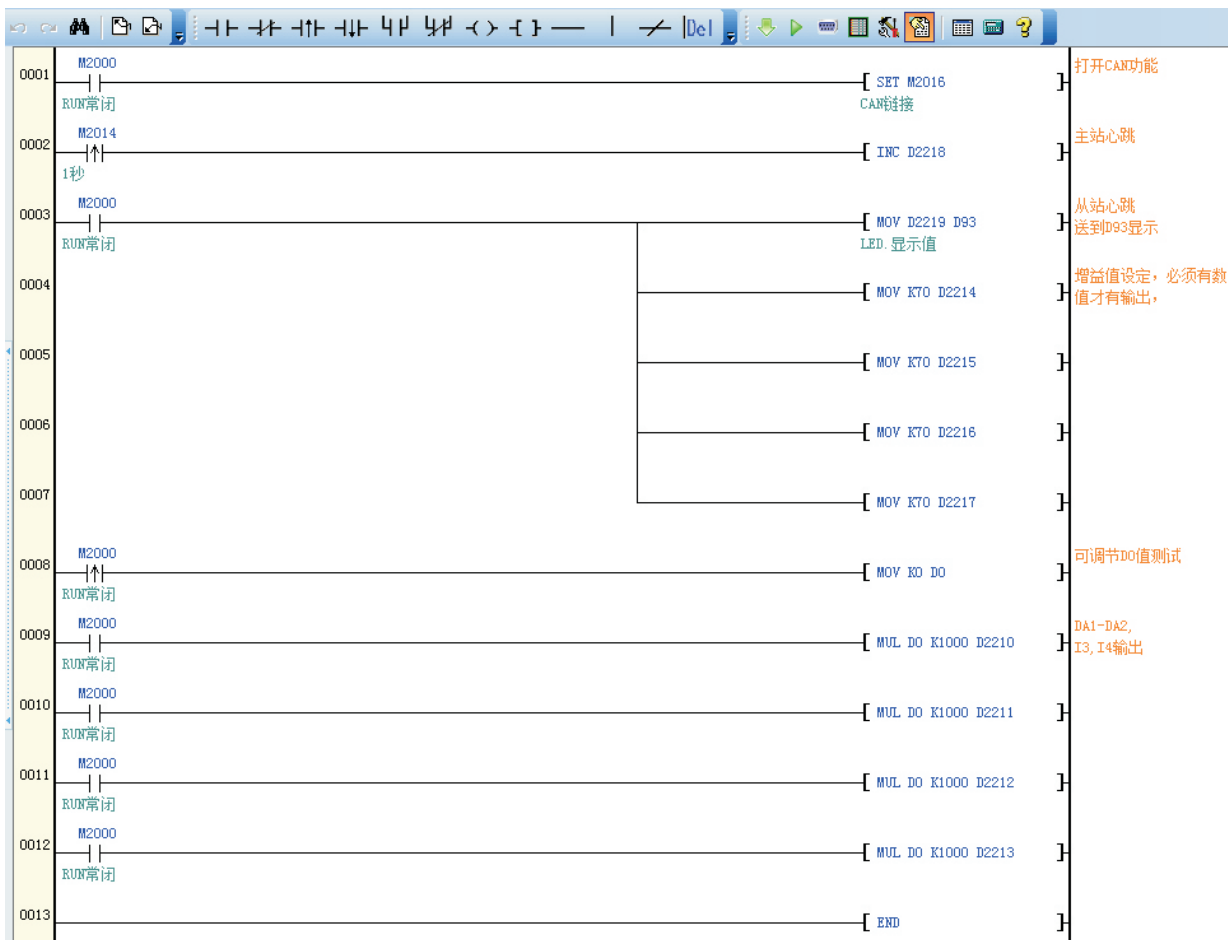 Del
0001
M2000
RUN常闭
SET M2016
CAN链接
打开CAN功能
0002
M2014
1秒
INC D2218
主站心跳
0003
M2000
RUN常闭
MOV D2219 D93
LED.显示值
从站心跳
送到D93显示
0004
MOV K70 D2214
增益值设定，必须有数
值才有输出，
0005
MOV K70 D2215
0006
MOV K70 D2216
0007
MOV K70 D2217
0008
M2000
RUN常闭
MOV K0 D0
可调节D0值测试
0009
M2000
RUN常闭
MUL D0 K1000 D2210
DA1-DA2,
I3,I4输出
0010
M2000
RUN常闭
MUL D0 K1000 D2211
0011
M2000
RUN常闭
MUL D0 K1000 D2212
0012
M2000
RUN常闭
MUL D0 K1000 D2213
0013
END